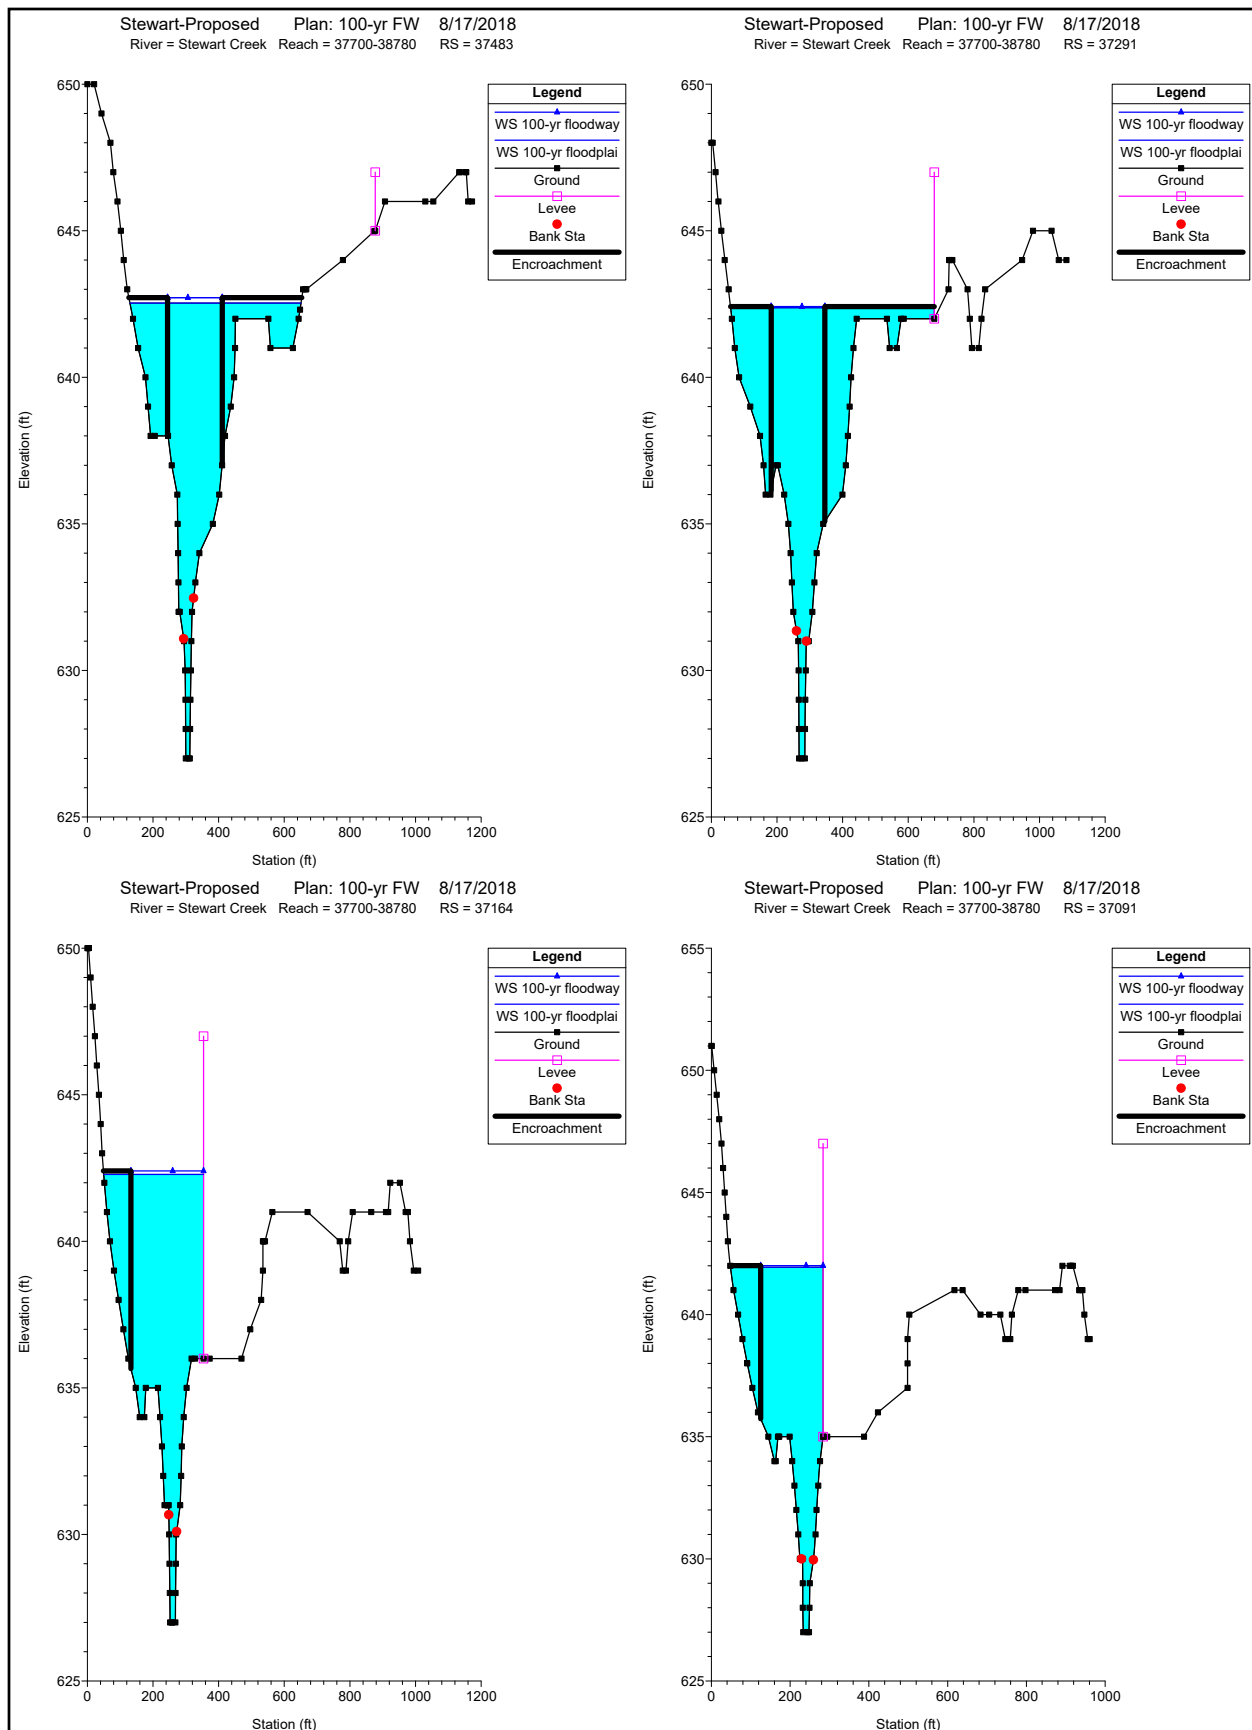 Stewart-Proposed Plan: 100-yr FW 8/17/2018
River = Stewart Creek Reach = 37700-38780 RS = 37483
650
645
640
635
630
625
Elevation (ft)
0 200 400 600 800 1000 1200
Station (ft)
Legend
WS 100-yr floodway
WS 100-yr floodplai
Ground
Levee
Bank Sta
Encroachment
Stewart-Proposed Plan: 100-yr FW 8/17/2018
River = Stewart Creek Reach = 37700-38780 RS = 37291
650
645
640
635
630
625
Elevation (ft)
0 200 400 600 800 1000 1200
Station (ft)
Legend
WS 100-yr floodway
WS 100-yr floodplai
Ground
Levee
Bank Sta
Encroachment
Stewart-Proposed Plan: 100-yr FW 8/17/2018
River = Stewart Creek Reach = 37700-38780 RS = 37164
650
645
640
635
630
625
Elevation (ft)
0 200 400 600 800 1000 1200
Station (ft)
Legend
WS 100-yr floodway
WS 100-yr floodplai
Ground
Levee
Bank Sta
Encroachment
Stewart-Proposed Plan: 100-yr FW 8/17/2018
River = Stewart Creek Reach = 37700-38780 RS = 37091
655
650
645
640
635
630
625
Elevation (ft)
0 200 400 600 800 1000
Station (ft)
Legend
WS 100-yr floodway
WS 100-yr floodplai
Ground
Levee
Bank Sta
Encroachment